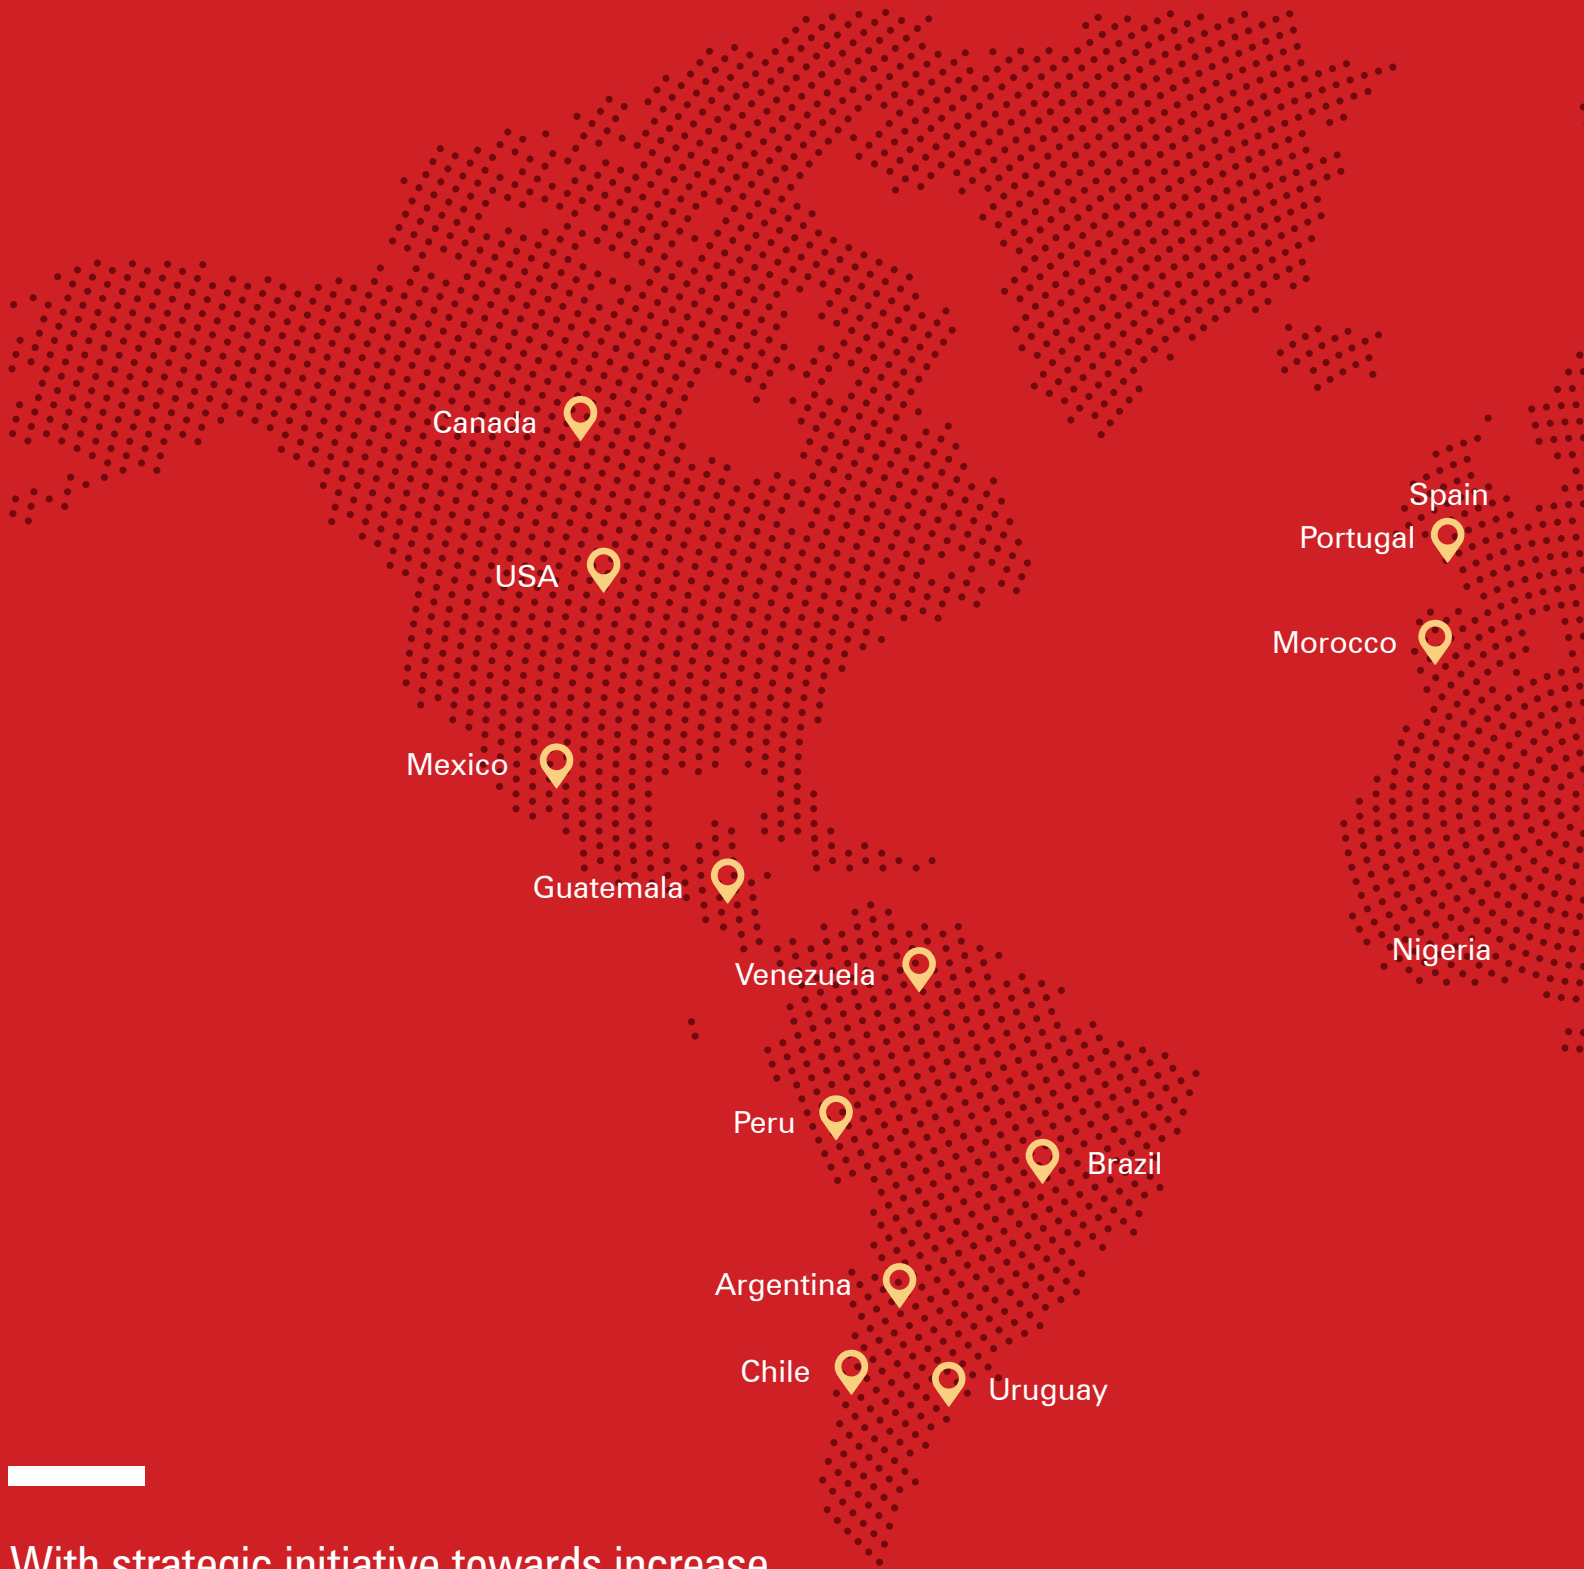 Canada
Spain
Portugal
USA
Morocco
Mexico
Guatemala
Nigeria
Venezuela
Peru
Brazil
Argentina
Chile
Uruguay
With strategic initiative towards increase